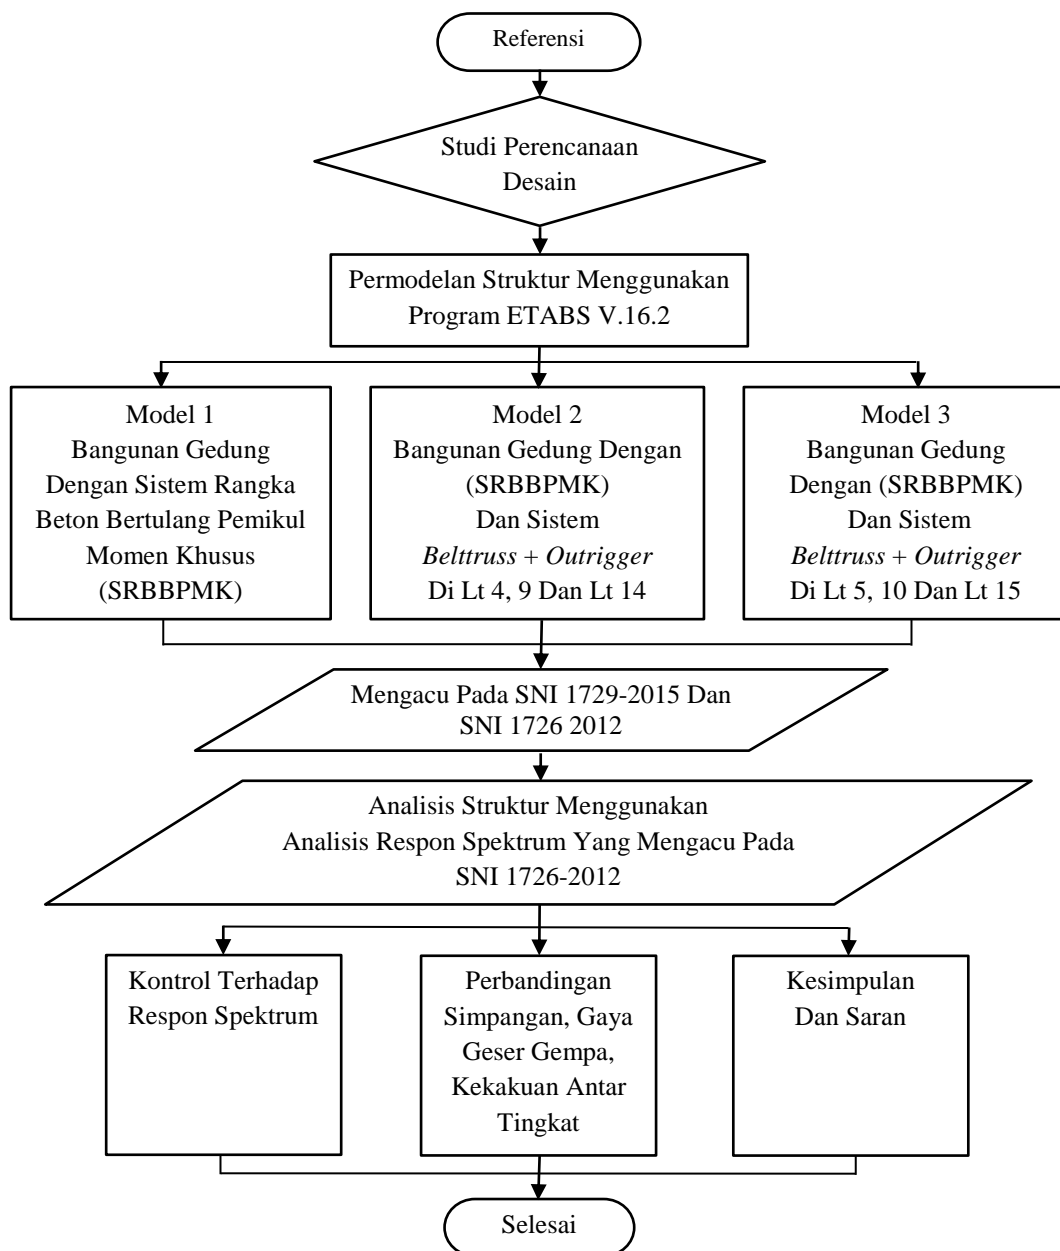 Referensi
Studi Perencanaan
Desain
Permodelan Struktur Menggunakan
Program ETABS V.16.2
Model 1
Bangunan Gedung
Dengan Sistem Rangka
Beton Bertulang Pemikul
Momen Khusus
(SRBBPMK)
Model 2
Bangunan Gedung Dengan
(SRBBPMK)
Dan Sistem
Belttruss + Outrigger
Di Lt 4, 9 Dan Lt 14
Model 3
Bangunan Gedung
Dengan (SRBBPMK)
Dan Sistem
Belttruss + Outrigger
Di Lt 5, 10 Dan Lt 15
Mengacu Pada SNI 1729-2015 Dan
SNI 1726 2012
Analisis Struktur Menggunakan
Analisis Respon Spektrum Yang Mengacu Pada
SNI 1726-2012
Kontrol Terhadap
Respon Spektrum
Perbandingan
Simpangan, Gaya
Geser Gempa,
Kekakuan Antar
Tingkat
Kesimpulan
Dan Saran
Selesai